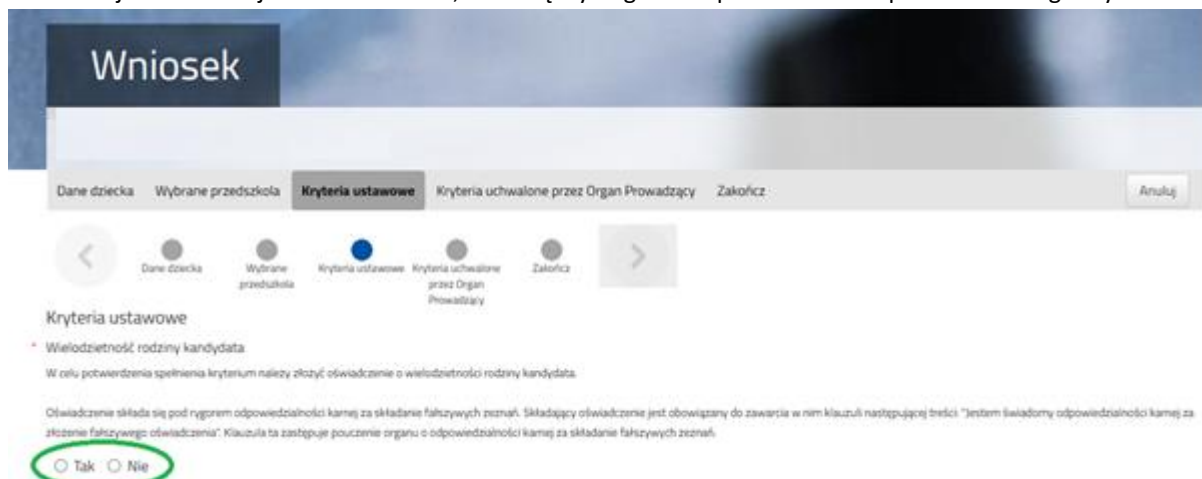 Wniosek
Dane dziecka Wybrane przedszkola Kryteria ustawowe Kryteria uchwalone przez Organ Prowadzący Zakończ Anuluj
Dane dziecka Wybrane przedszkola Kryteria ustawowe Kryteria uchwalone przez Organ Prowadzący Zakończ
Kryteria ustawowe
* Wielodzietność rodziny kandydata
W celu potwierdzenia spełnienia kryterium należy złożyć oświadczenie o wielodzietności rodziny kandydata.
Oświadczenie składa się pod rygorem odpowiedzialności karnej za składanie fałszywych zeznań. Składający oświadczenie jest obowiązany do zawarcia w nim klauzuli następującej treści: "Jestem świadomy odpowiedzialności karnej za
złożenie fałszywego oświadczenia". Klauzula ta zastępuje pouczenie organu o odpowiedzialności karnej za składanie fałszywych zeznań.
Tak Nie